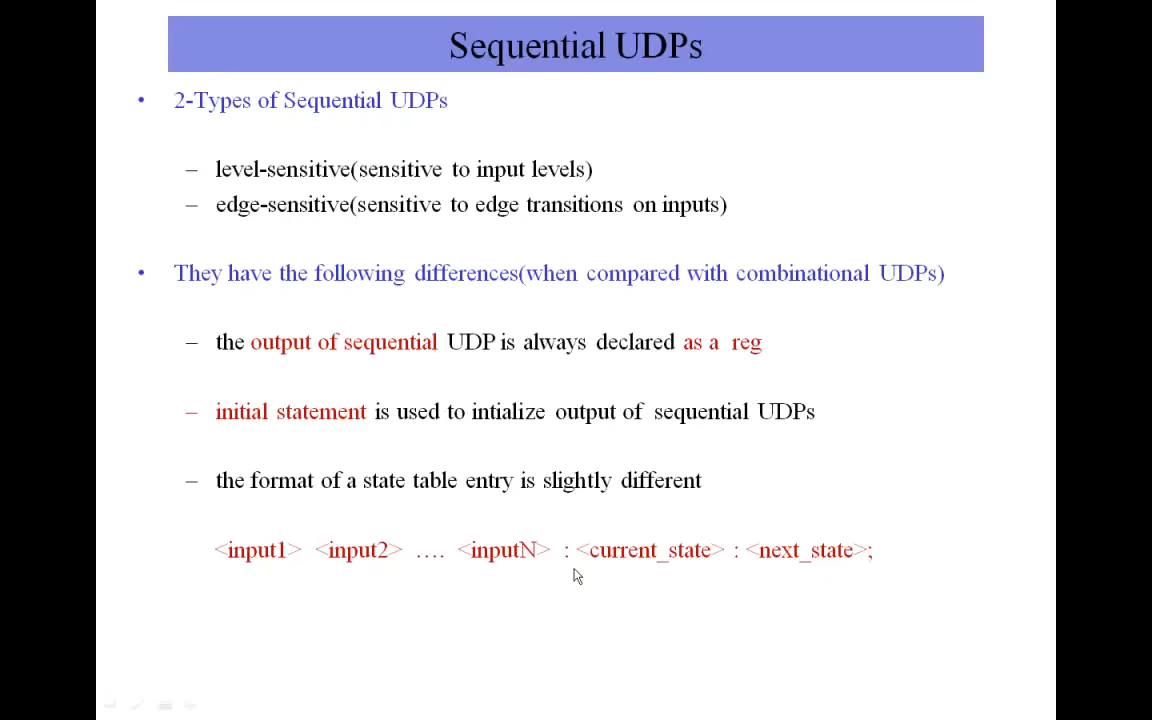 Sequential UDPs
• 2-Types of Sequential UDPs
– level-sensitive(sensitive to input levels)
– edge-sensitive(sensitive to edge transitions on inputs)
• They have the following differences(when compared with combinational UDPs)
– the output of sequential UDP is always declared as a reg
– initial statement is used to intialize output of sequential UDPs
– the format of a state table entry is slightly different
<input1> <input2> .... <inputN> : <current_state> : <next_state>;